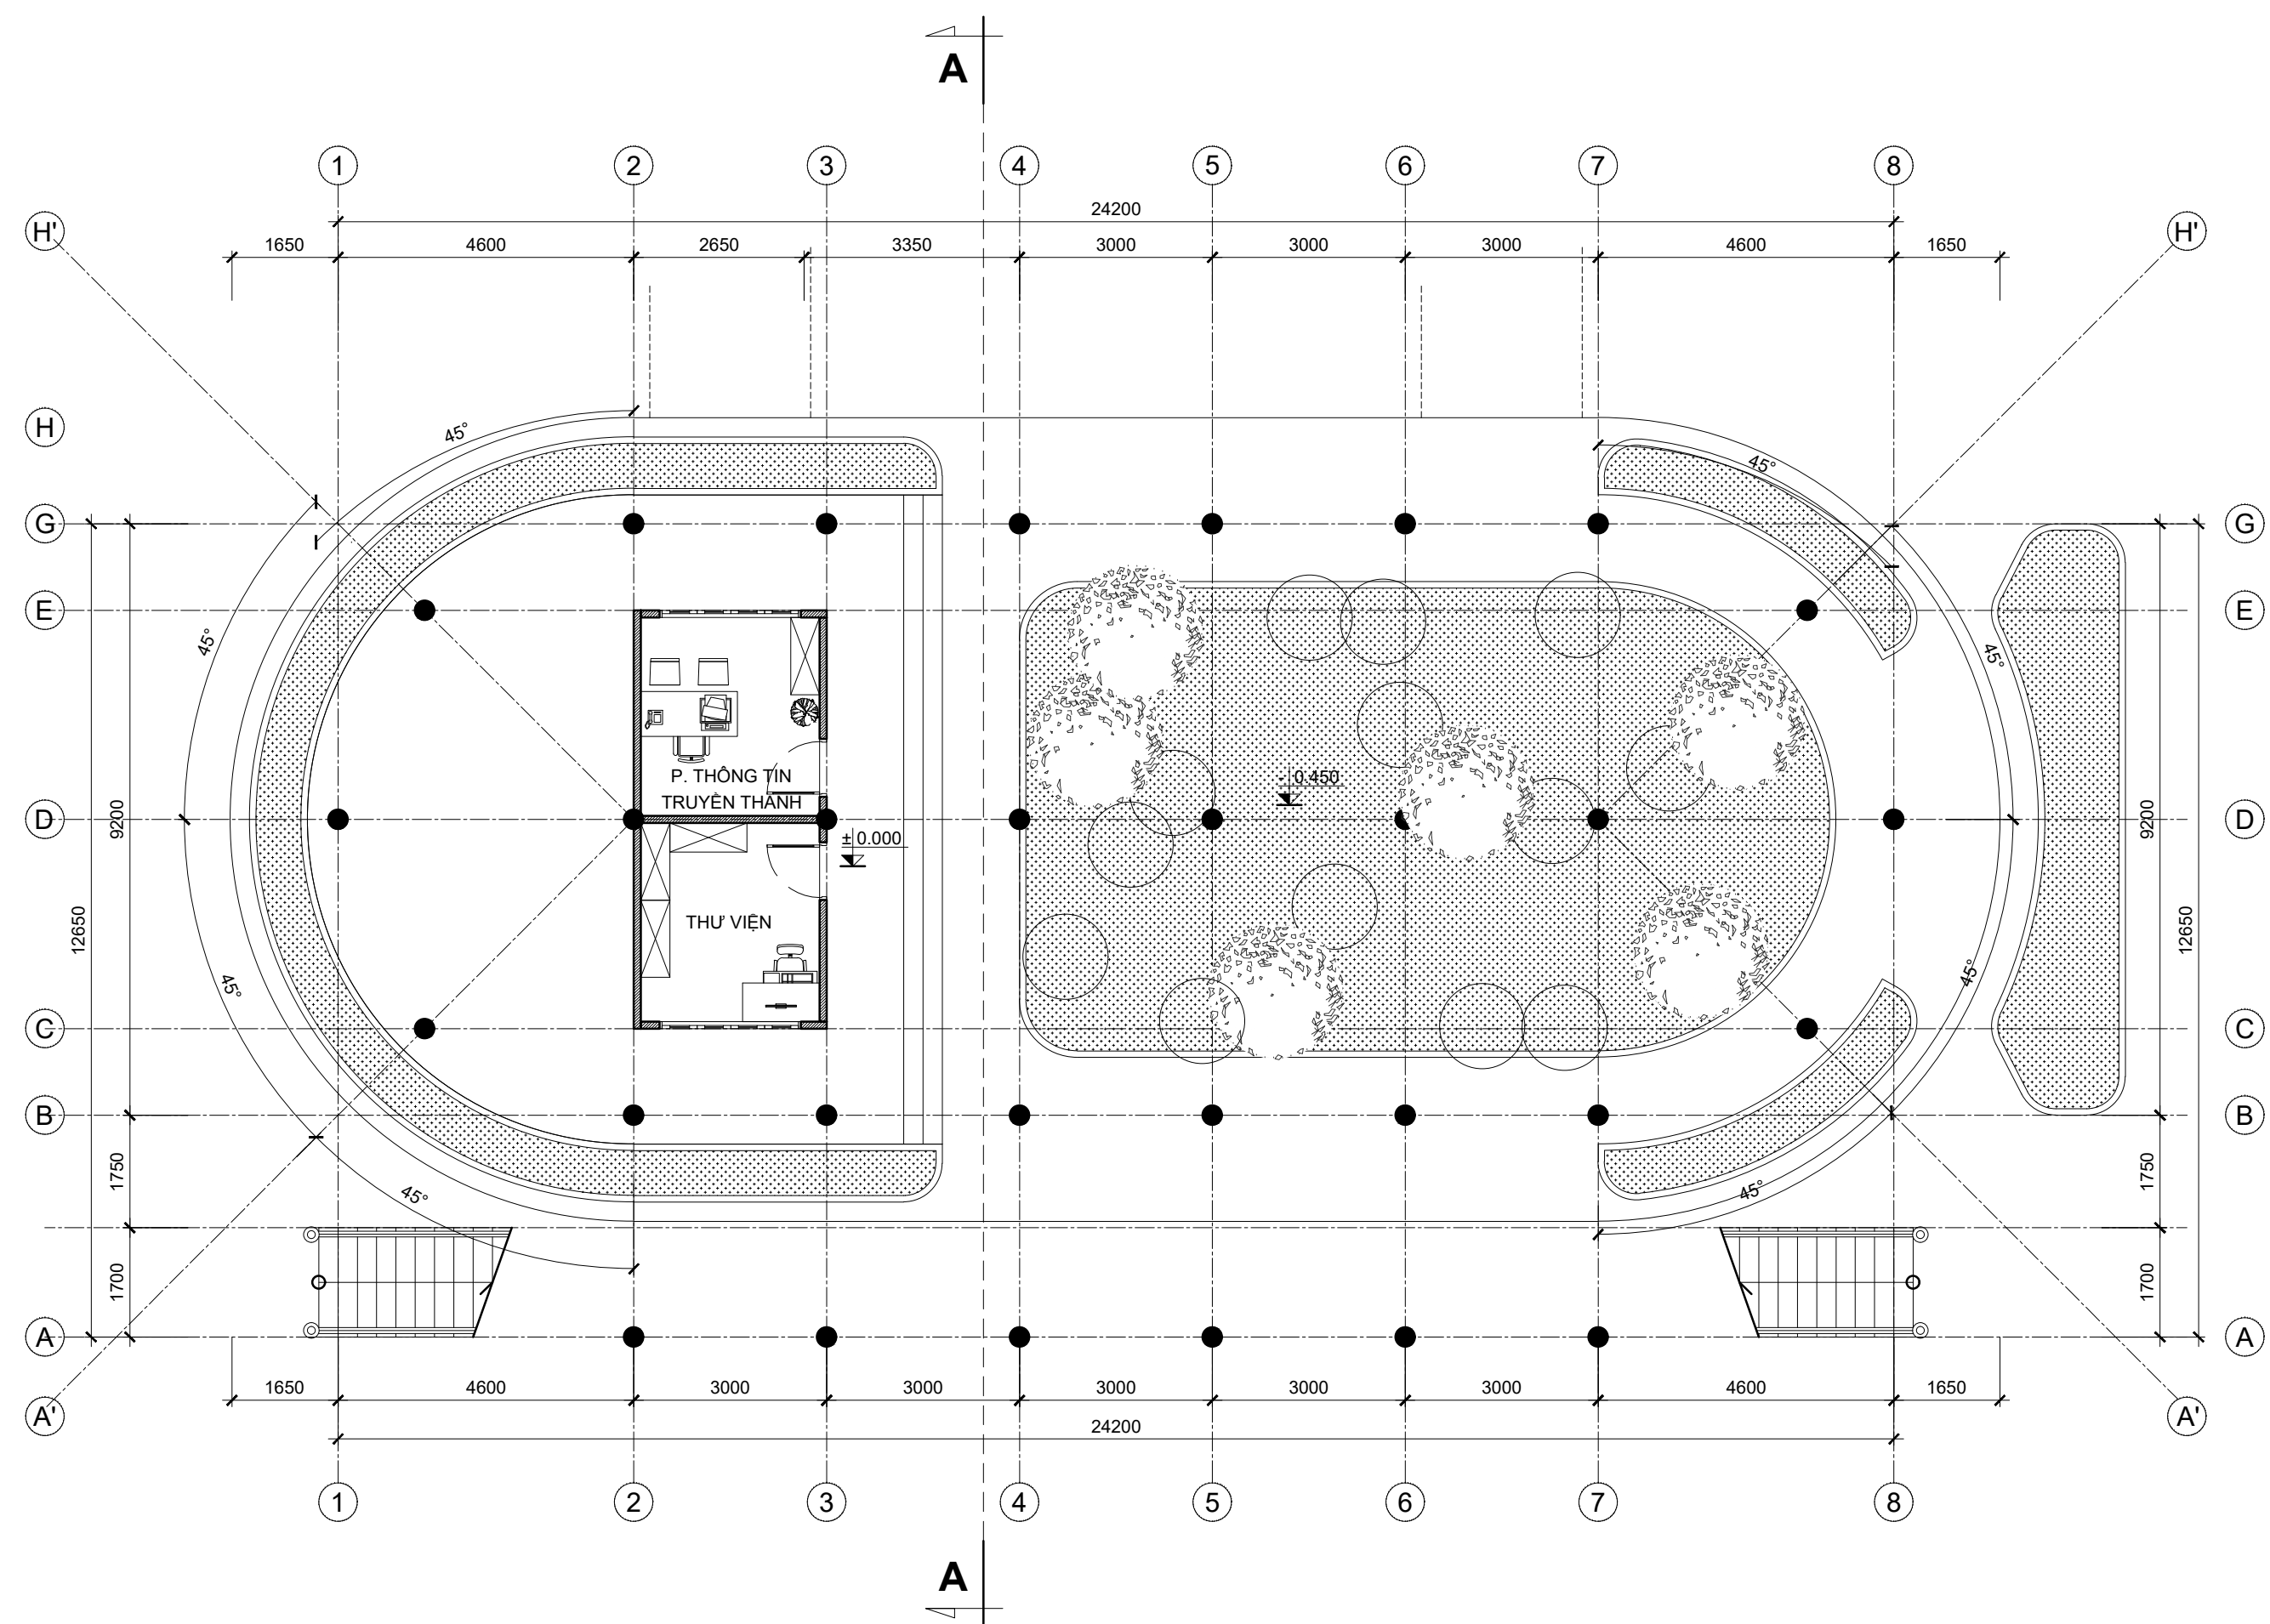 A
1 2 3 4 5 6 7 8
24200
H' H'
1650 4600 2650 3350 3000 3000 3000 4600 1650
H
45° 45°
G G
E E
45° 45°
P. THÔNG TIN
TRUYỀN THANH
- 0.450
D 9200 9200 D
± 0.000
THƯ VIỆN
12650 12650
45° 45°
C C
B B
1750 1750
45° 45°
1700 1700
A A
1650 4600 3000 3000 3000 3000 3000 4600 1650
A' A'
24200
1 2 3 4 5 6 7 8
A